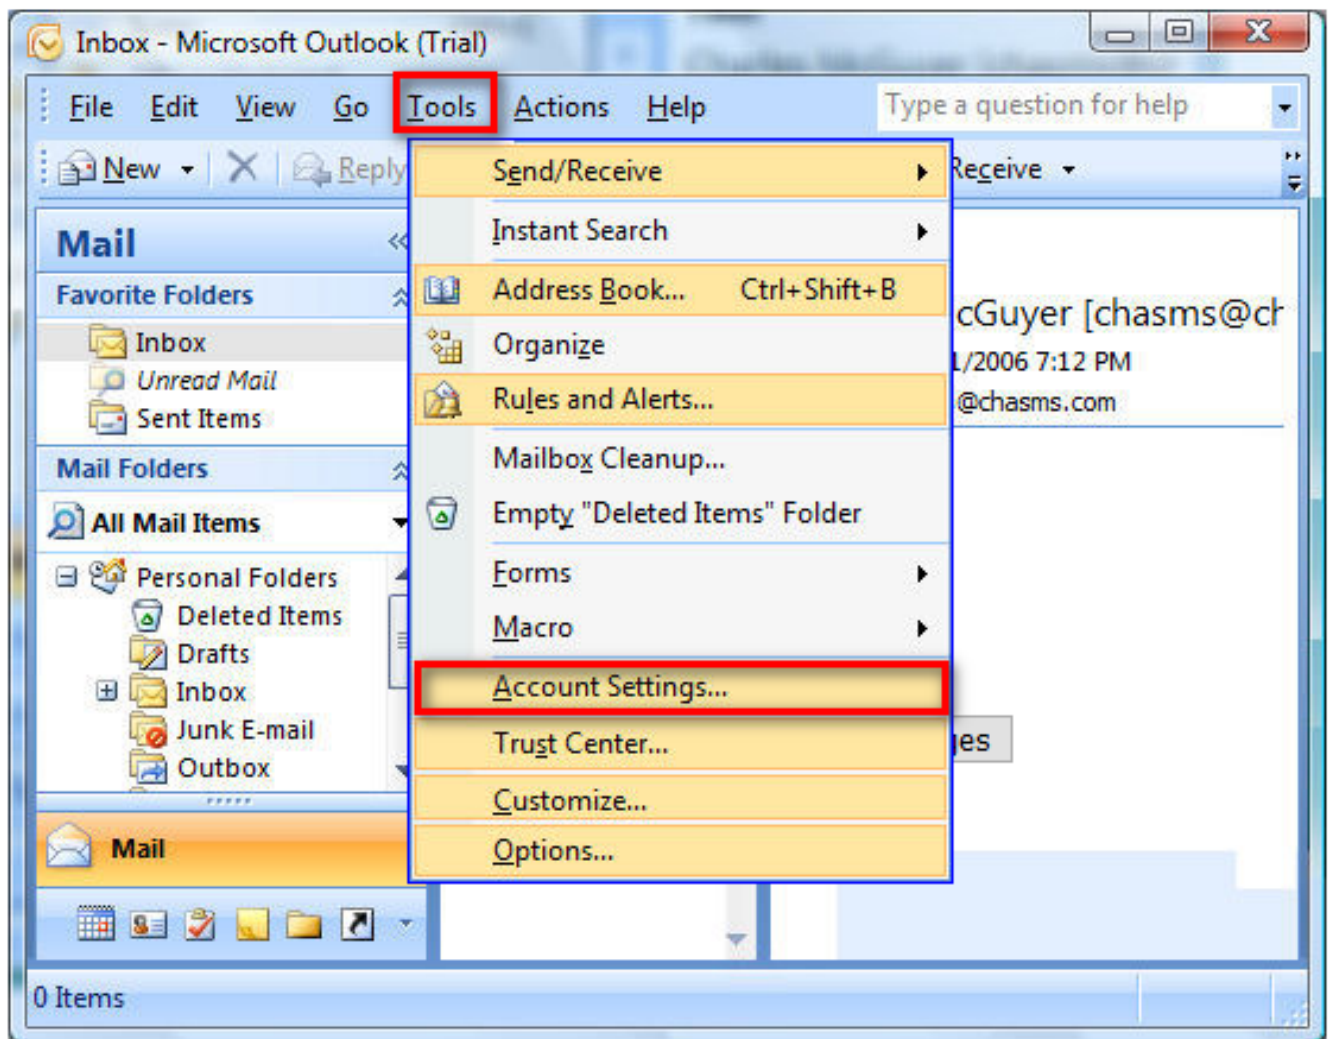 Inbox - Microsoft Outlook (Trial)
File Edit View Go Tools Actions Help Type a question for help
New Reply Receive
Mail
Favorite Folders
Inbox
Unread Mail
Sent Items
Mail Folders
All Mail Items
Personal Folders
Deleted Items
Drafts
Inbox
Junk E-mail
Outbox
Mail
0 Items
Send/Receive
Instant Search
Address Book... Ctrl+Shift+B
Organize
Rules and Alerts...
Mailbox Cleanup...
Empty "Deleted Items" Folder
Forms
Macro
Account Settings...
Trust Center...
Customize...
Options...
cGuyer [chasms@ch
1/2006 7:12 PM
@chasms.com